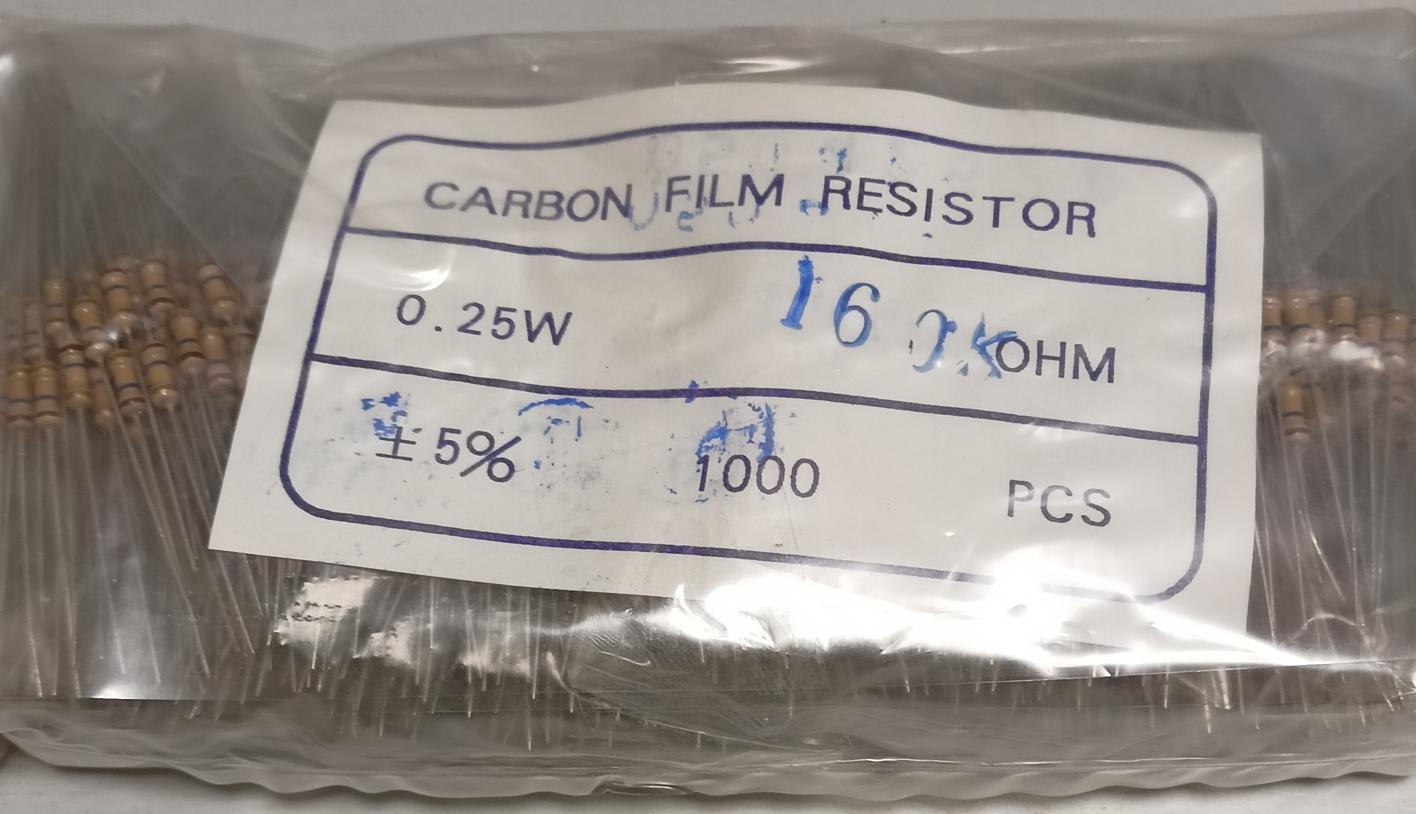 CARBON FILM RESISTOR
0.25W 16 OHM
±5% 1000 PCS